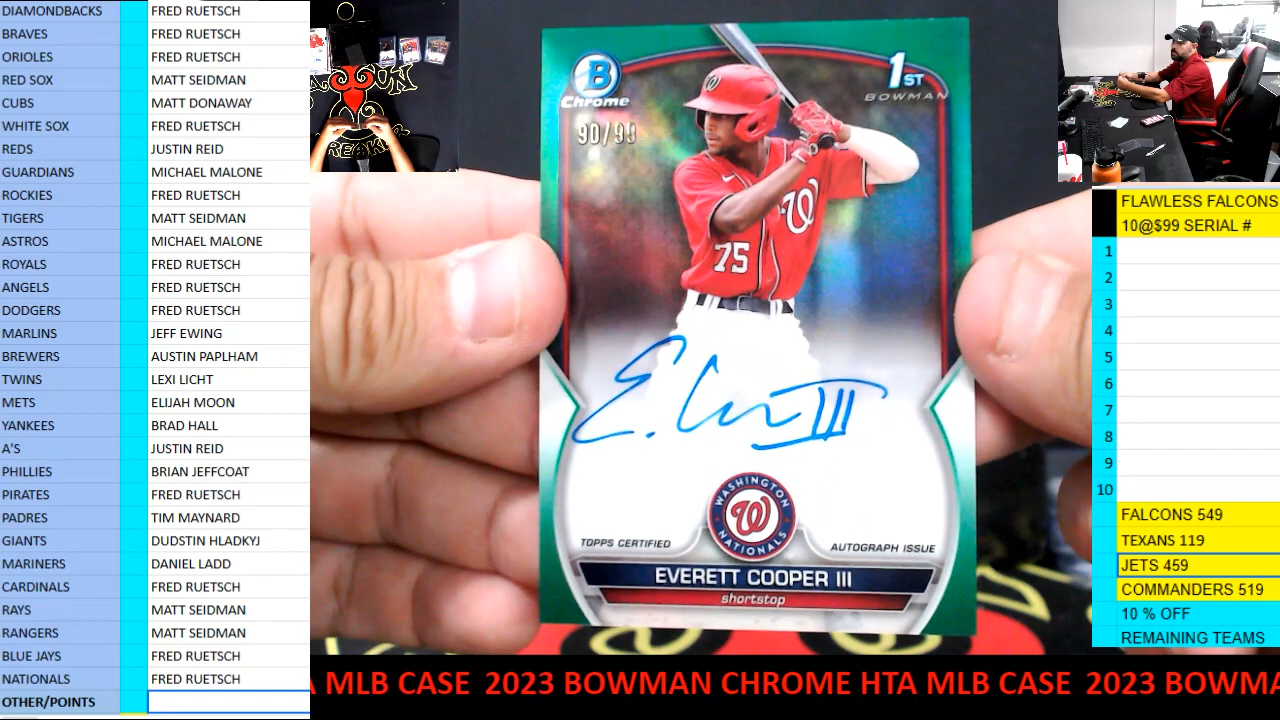 DIAMONDBACKS FRED RUETSCH
BRAVES FRED RUETSCH
ORIOLES FRED RUETSCH
RED SOX MATT SEIDMAN
CUBS MATT DONAWAY
WHITE SOX FRED RUETSCH
REDS JUSTIN REID
GUARDIANS MICHAEL MALONE
ROCKIES FRED RUETSCH
TIGERS MATT SEIDMAN
ASTROS MICHAEL MALONE
ROYALS FRED RUETSCH
ANGELS FRED RUETSCH
DODGERS FRED RUETSCH
MARLINS JEFF EWING
BREWERS AUSTIN PAPLHAM
TWINS LEXI LICHT
METS ELIJAH MOON
YANKEES BRAD HALL
A'S JUSTIN REID
PHILLIES BRIAN JEFFCOAT
PIRATES FRED RUETSCH
PADRES TIM MAYNARD
GIANTS DUDSTIN HLADKYJ
MARINERS DANIEL LADD
CARDINALS FRED RUETSCH
RAYS MATT SEIDMAN
RANGERS MATT SEIDMAN
BLUE JAYS FRED RUETSCH
NATIONALS FRED RUETSCH
OTHER/POINTS
B
Chrome
1ST
BOWMAN
90/99
W
W
75
E. C III
WASHINGTON
W
NATIONALS
TOPPS CERTIFIED
AUTOGRAPH ISSUE
EVERETT COOPER III
shortstop
FLAWLESS FALCONS
10@$99 SERIAL #
1
2
3
4
5
6
7
8
9
10
FALCONS 549
TEXANS 119
JETS 459
COMMANDERS 519
10 % OFF
REMAINING TEAMS
A MLB CASE 2023 BOWMAN CHROME HTA MLB CASE 2023 BOWMA